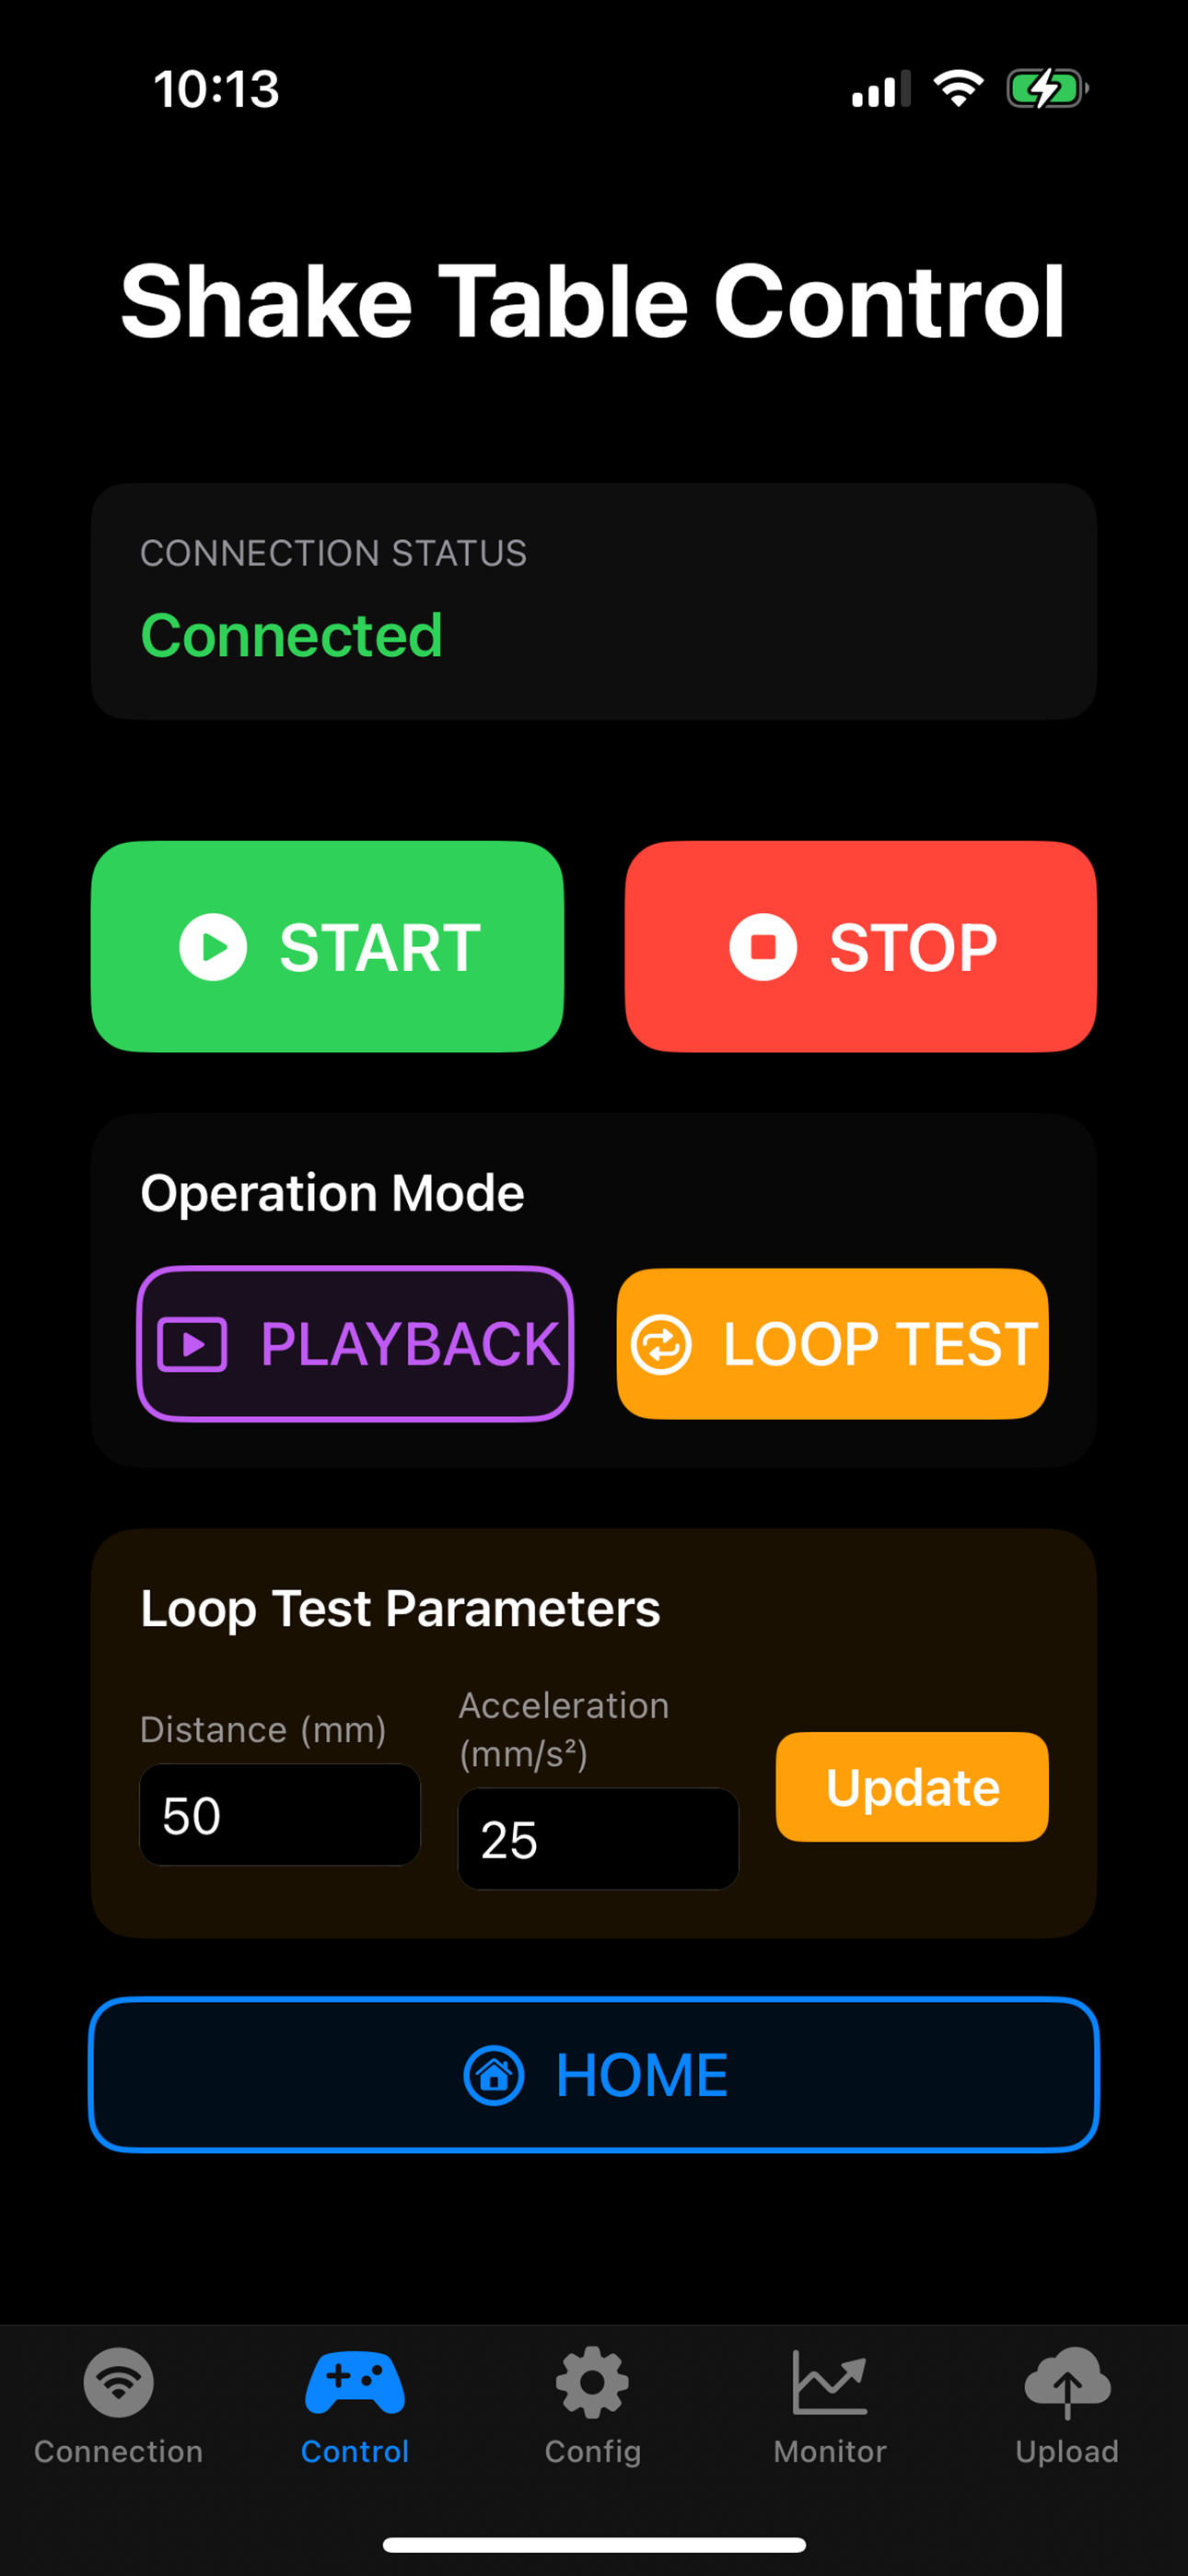 10:13
Shake Table Control
CONNECTION STATUS
Connected
START
STOP
Operation Mode
PLAYBACK
LOOP TEST
Loop Test Parameters
Distance (mm)
50
Acceleration
(mm/s²)
25
Update
HOME
Connection
Control
Config
Monitor
Upload